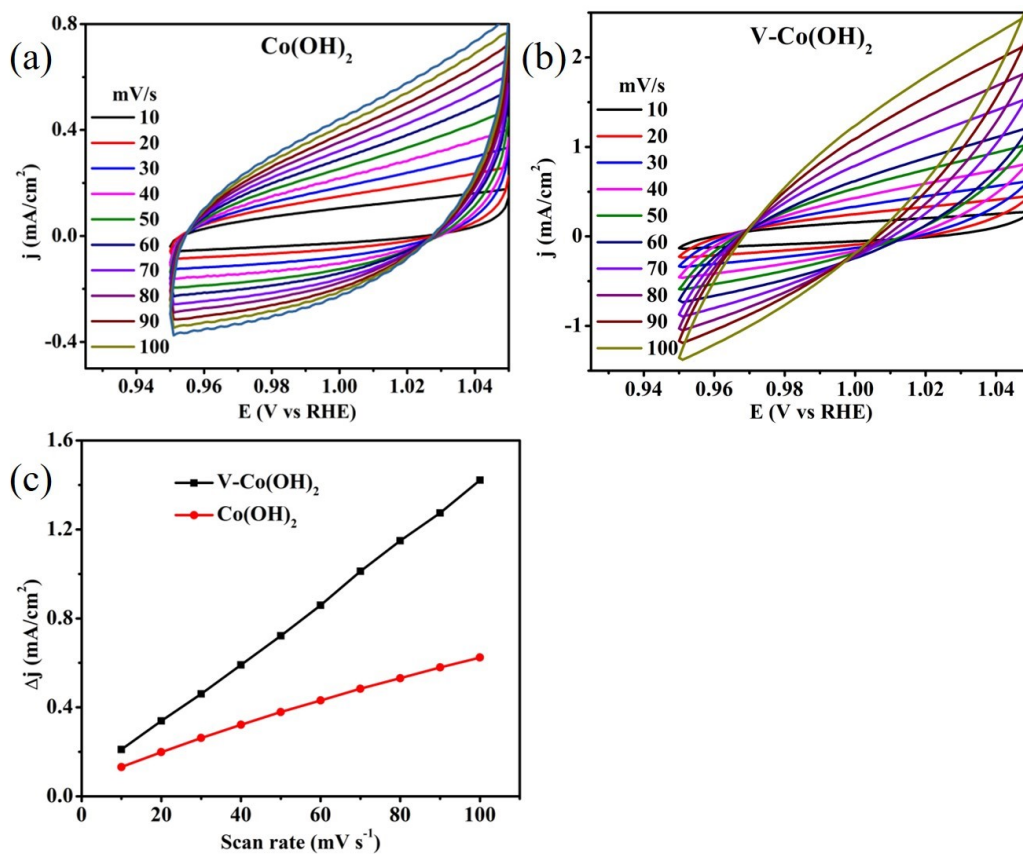 (a)
Co(OH)2
mV/s
10
20
30
40
50
60
70
80
90
100
0.8
0.4
0.0
-0.4
j (mA/cm2)
0.94 0.96 0.98 1.00 1.02 1.04
E (V vs RHE)
(b)
V-Co(OH)2
mV/s
10
20
30
40
50
60
70
80
90
100
2
1
0
-1
j (mA/cm2)
0.94 0.96 0.98 1.00 1.02 1.04
E (V vs RHE)
(c)
V-Co(OH)2
Co(OH)2
1.6
1.2
0.8
0.4
0.0
Δj (mA/cm2)
0 20 40 60 80 100
Scan rate (mV s-1)